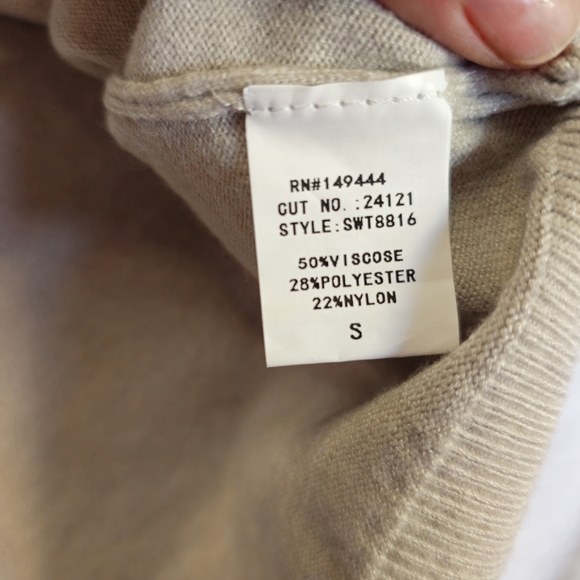 RN#149444
CUT NO.:24121
STYLE:SWT8816
50%VISCOSE
28%POLYESTER
22%NYLON
S